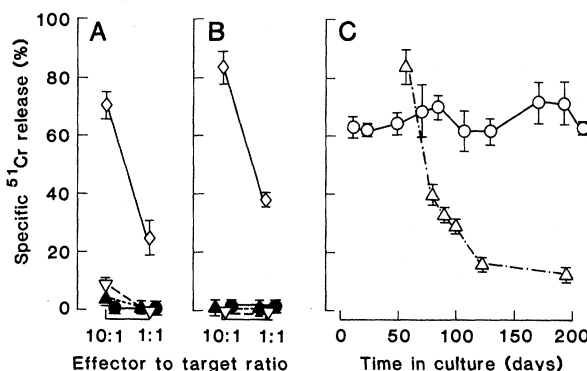 A
B
C
Specific 51Cr release (%)
100
80
60
40
20
0
10:1 1:1 10:1 1:1
0 50 100 150 200
Effector to target ratio
Time in culture (days)